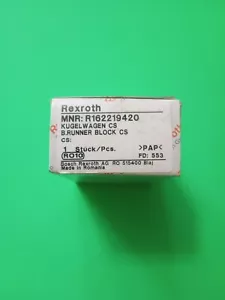 Rexroth
MNR: R162219420
KUGELWAGEN CS
B.RUNNER BLOCK CS
CS:
1 Stück/Pcs. >PAP<
RO10 FD: 553
Bosch Rexroth AG RO 515400 Blaj
Made in Romania